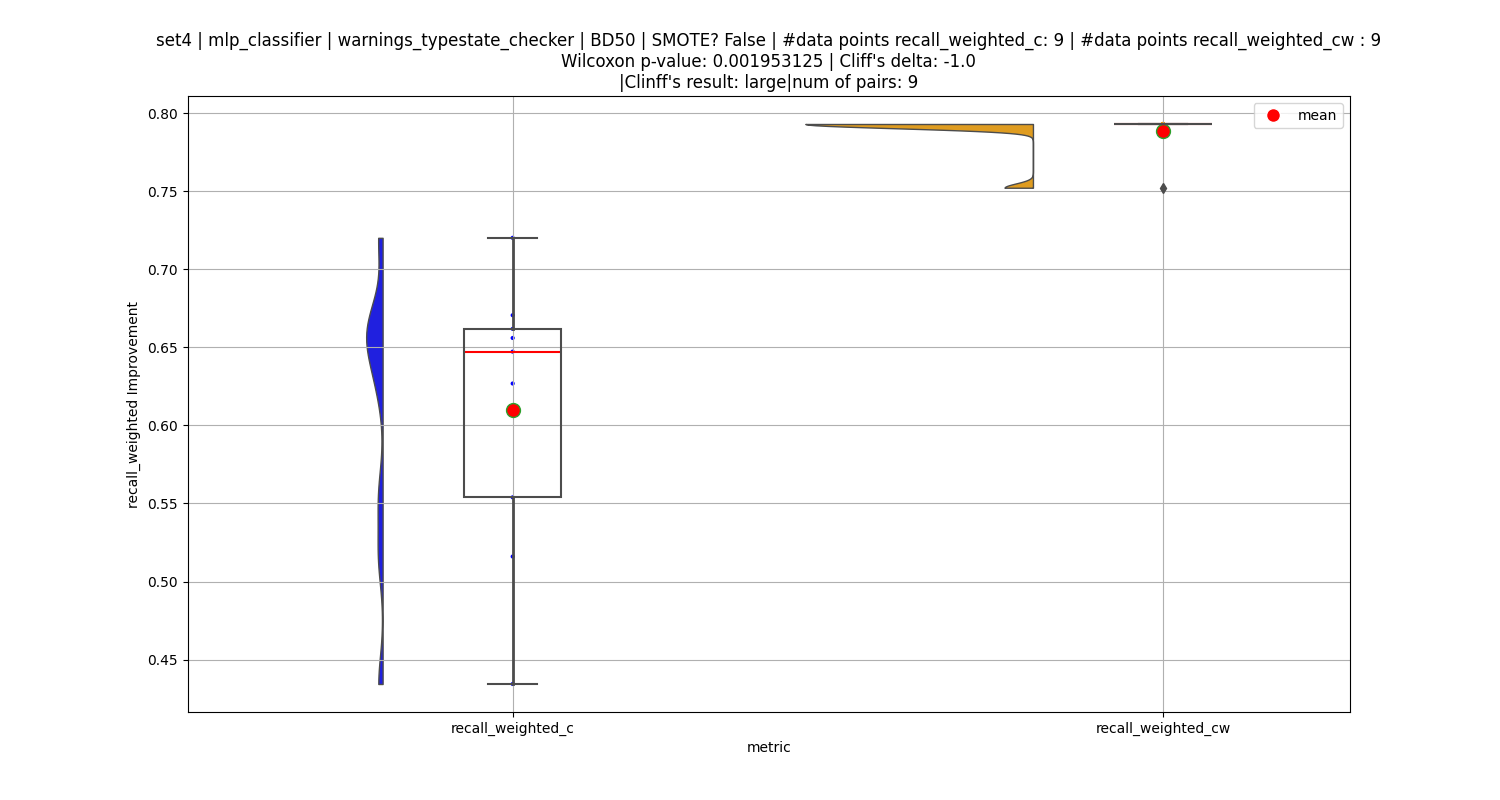 set4 | mlp_classifier | warnings_typestate_checker | BD50 | SMOTE? False | #data points recall_weighted_c: 9 | #data points recall_weighted_cw : 9
Wilcoxon p-value: 0.001953125 | Cliff's delta: -1.0
|Clinff's result: large|num of pairs: 9
mean
0.80
0.75
0.70
0.65
0.60
0.55
0.50
0.45
recall_weighted Improvement
recall_weighted_c
recall_weighted_cw
metric